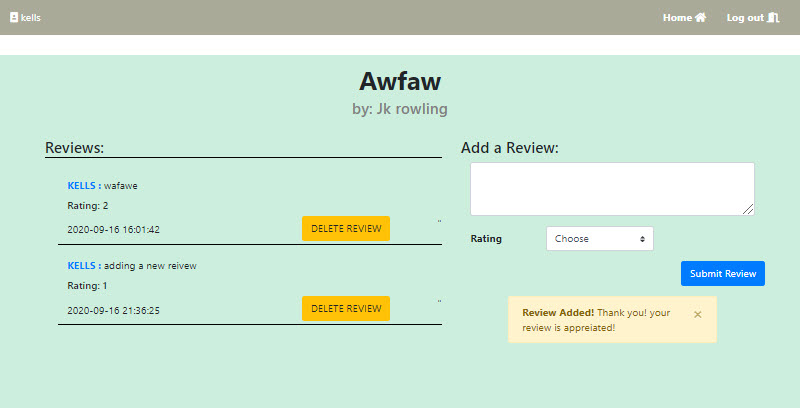 kells
Home
Log out
Awfaw
by: Jk rowling
Reviews:
KELLS : wafawe
Rating: 2
2020-09-16 16:01:42
DELETE REVIEW
"
KELLS : adding a new reivew
Rating: 1
2020-09-16 21:36:25
DELETE REVIEW
"
Add a Review:
Rating
Choose
Submit Review
Review Added! Thank you! your
review is appreiated!
×